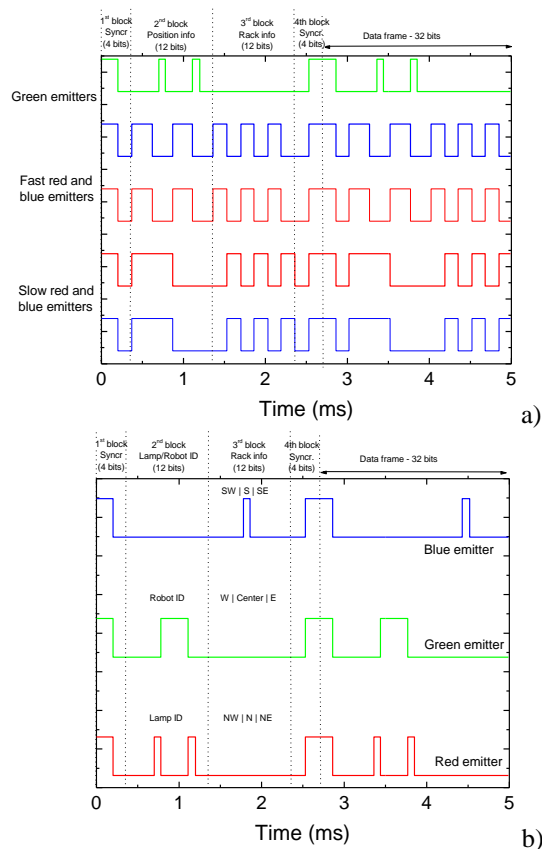 1st block
Syncr
(4 bits)
2nd block
Position info
(12 bits)
3rd block
Rack info
(12 bits)
4th block
Syncr.
(4 bits)
Data frame - 32 bits
Green emitters
Fast red and
blue emitters
Slow red and
blue emitters
0 1 2 3 4 5
Time (ms)
a)
1st block
Syncr
(4 bits)
2nd block
Lamp/Robot ID
(12 bits)
3rd block
Rack info
(12 bits)
4th block
Syncr.
(4 bits)
Data frame - 32 bits
SW | S | SE
Blue emitter
Robot ID
W | Center | E
Green emitter
Lamp ID
NW | N | NE
Red emitter
0 1 2 3 4 5
Time (ms)
b)